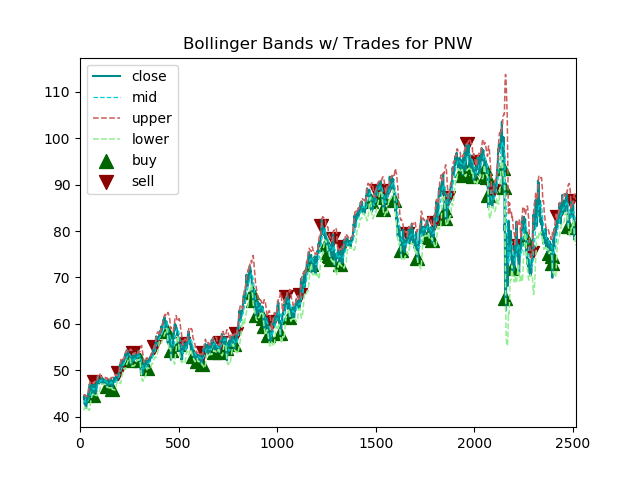 Bollinger Bands w/ Trades for PNW
close
mid
upper
lower
buy
sell
110
100
90
80
70
60
50
40
0 500 1000 1500 2000 2500